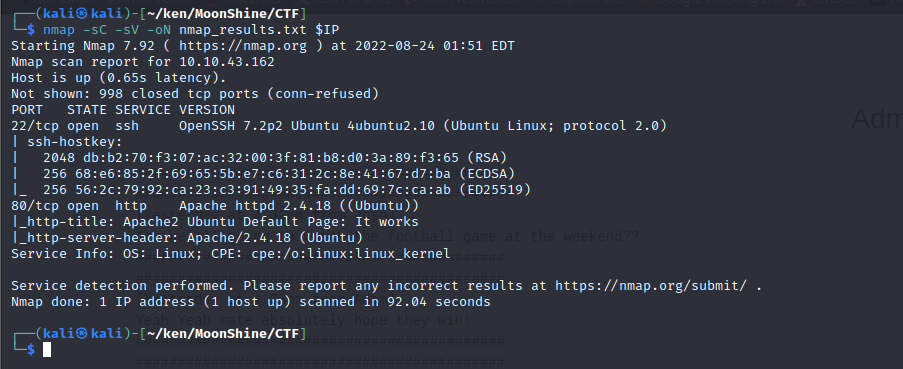 ┌──(kali㉿kali)-[~/ken/MoonShine/CTF]
└─$ nmap -sC -sV -oN nmap_results.txt $IP
Starting Nmap 7.92 ( https://nmap.org ) at 2022-08-24 01:51 EDT
Nmap scan report for 10.10.43.162
Host is up (0.65s latency).
Not shown: 998 closed tcp ports (conn-refused)
PORT   STATE SERVICE VERSION
22/tcp open  ssh     OpenSSH 7.2p2 Ubuntu 4ubuntu2.10 (Ubuntu Linux; protocol 2.0)
| ssh-hostkey:
|   2048 db:b2:70:f3:07:ac:32:00:3f:81:b8:d0:3a:89:f3:65 (RSA)
|   256 68:e6:85:2f:69:65:5b:e7:c6:31:2c:8e:41:67:d7:ba (ECDSA)
|_  256 56:2c:79:92:ca:23:c3:91:49:35:fa:dd:69:7c:ca:ab (ED25519)
80/tcp open  http    Apache httpd 2.4.18 ((Ubuntu))
|_http-title: Apache2 Ubuntu Default Page: It works
|_http-server-header: Apache/2.4.18 (Ubuntu)
Service Info: OS: Linux; CPE: cpe:/o:linux:linux_kernel
football game at the weekend??
Service detection performed. Please report any incorrect results at https://nmap.org/submit/ .
Nmap done: 1 IP address (1 host up) scanned in 92.04 seconds
Yeah Yeah mate absolutely hope they win!
┌──(kali㉿kali)-[~/ken/MoonShine/CTF]
└─$
Adm